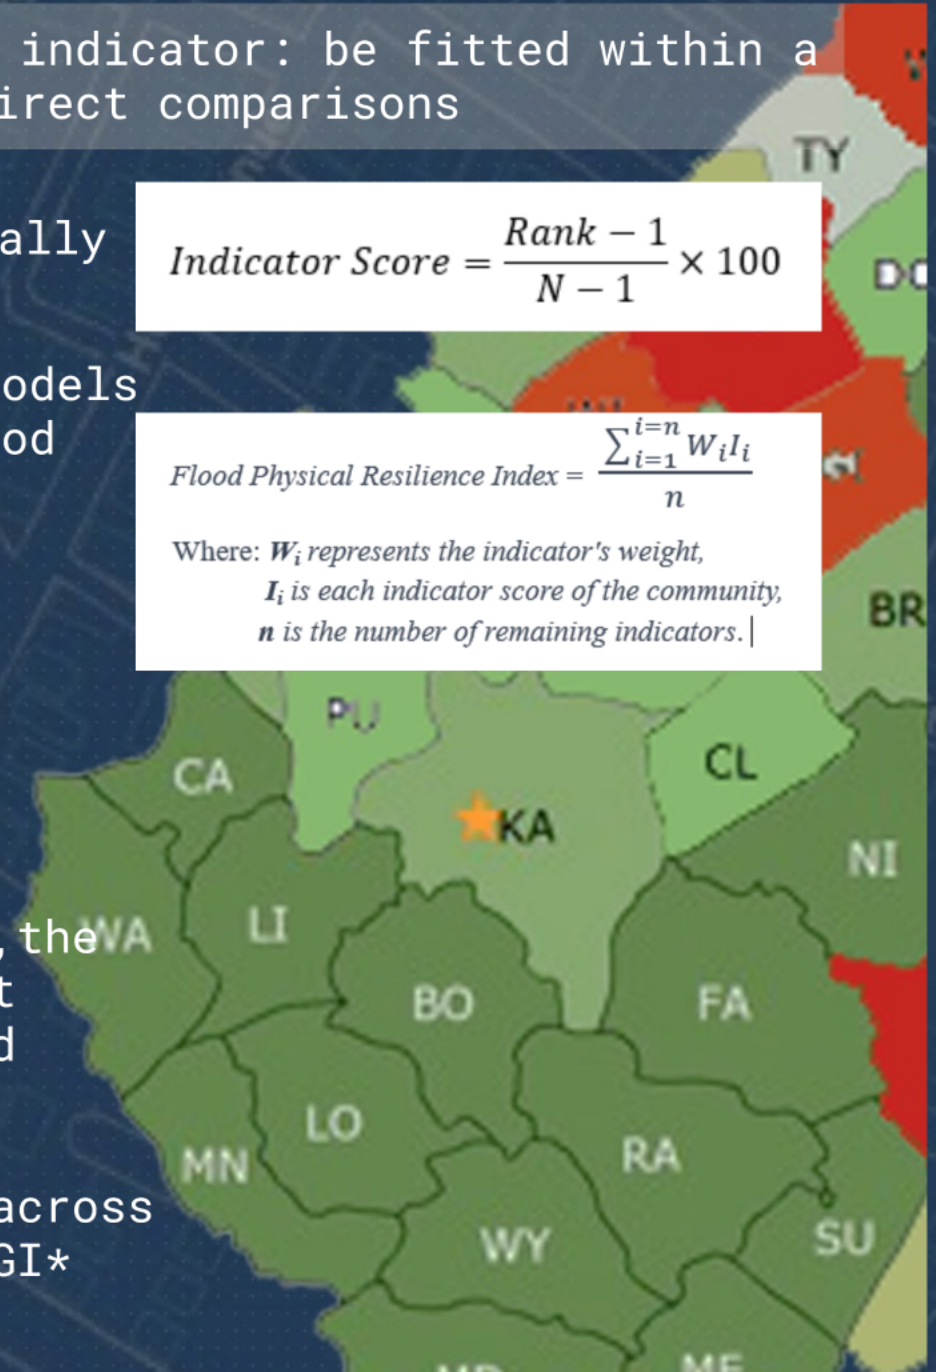 indicator: be fitted within a
irect comparisons
TY
ally
Indicator Score = \frac{Rank - 1}{N - 1} × 100
odels
od
Flood Physical Resilience Index = \frac{\sum_{i=1}^{i=n} W_i I_i}{n}
Where: W_i represents the indicator's weight,
I_i is each indicator score of the community,
n is the number of remaining indicators.
BR
PU
CL
CA
KA
NI
LI
, the
WA
t
BO
FA
d
LO
RA
MN
across
WY
SU
GI*